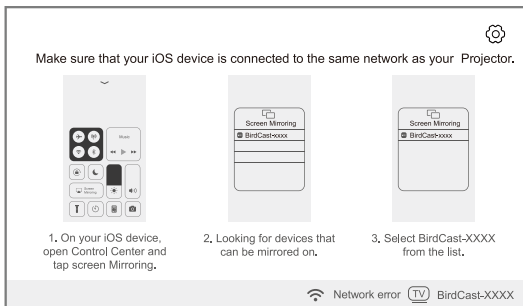 Make sure that your iOS device is connected to the same network as your Projector.
Music
Screen
Mirroring
1. On your iOS device,
open Control Center and
tap screen Mirroring.
Screen Mirroring
BirdCast-xxxx
2. Looking for devices that
can be mirrored on.
Screen Mirroring
BirdCast-xxxx
3. Select BirdCast-XXXX
from the list.
Network error TV BirdCast-XXXX